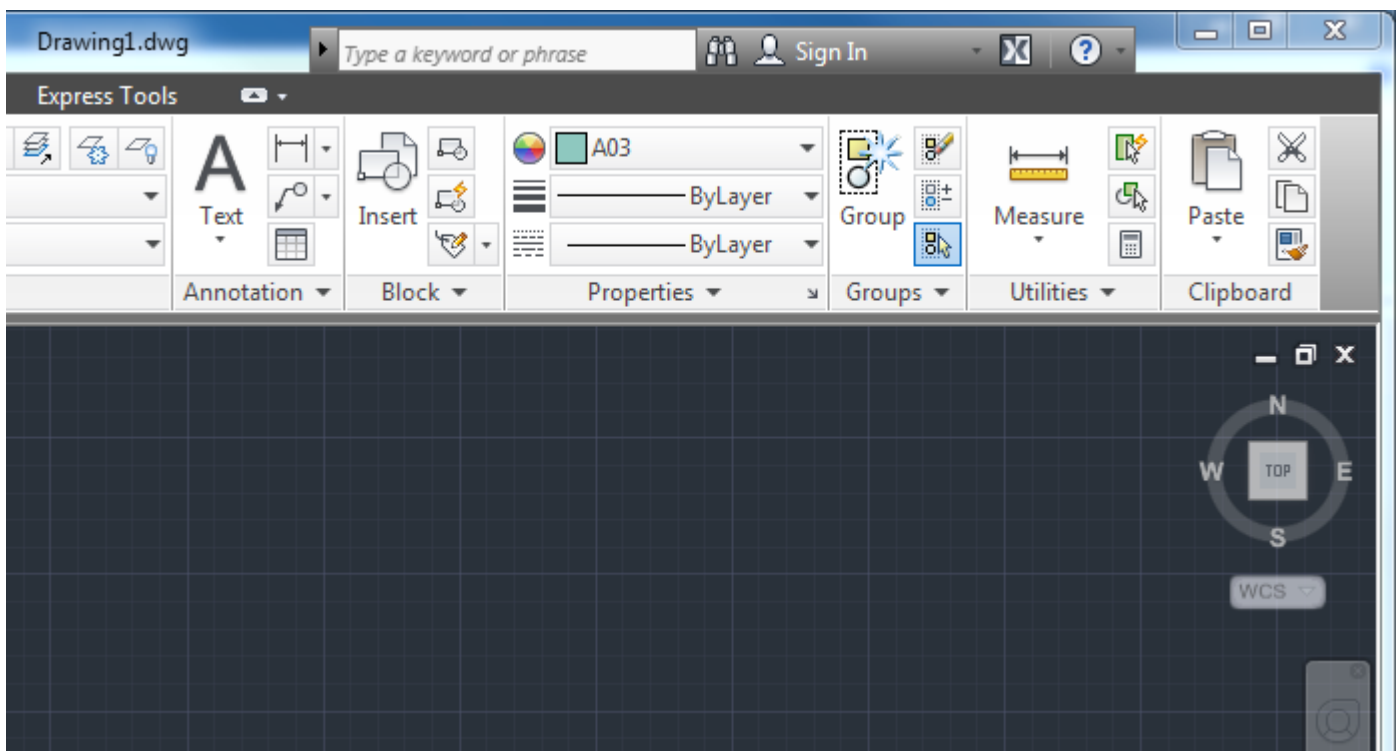 Drawing1.dwg
Type a keyword or phrase
Sign In
Express Tools
A03
ByLayer
ByLayer
Text
Insert
Group
Measure
Paste
Annotation
Block
Properties
Groups
Utilities
Clipboard
N
W
TOP
E
S
WCS